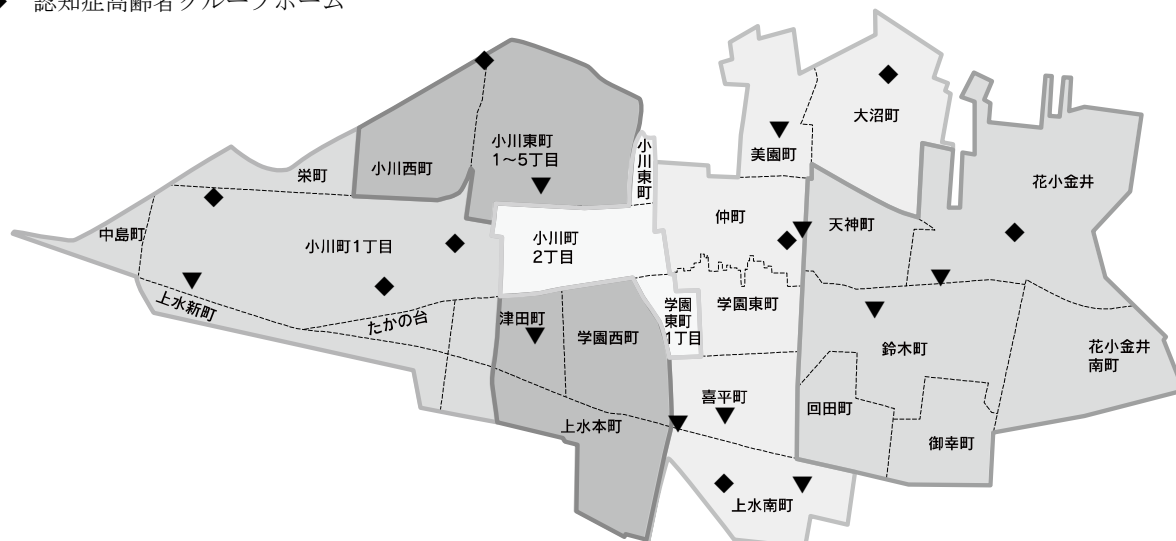 ◆ 認知症高齢者グループホーム
大沼町
小川東町
1〜5丁目
小川東町
美園町
小川西町
栄町
花小金井
中島町
小川町1丁目
小川町
2丁目
仲町
天神町
上水新町
たかの台
津田町
学園西町
学園
東町
1丁目
学園東町
鈴木町
花小金井
南町
喜平町
回田町
上水本町
御幸町
上水南町